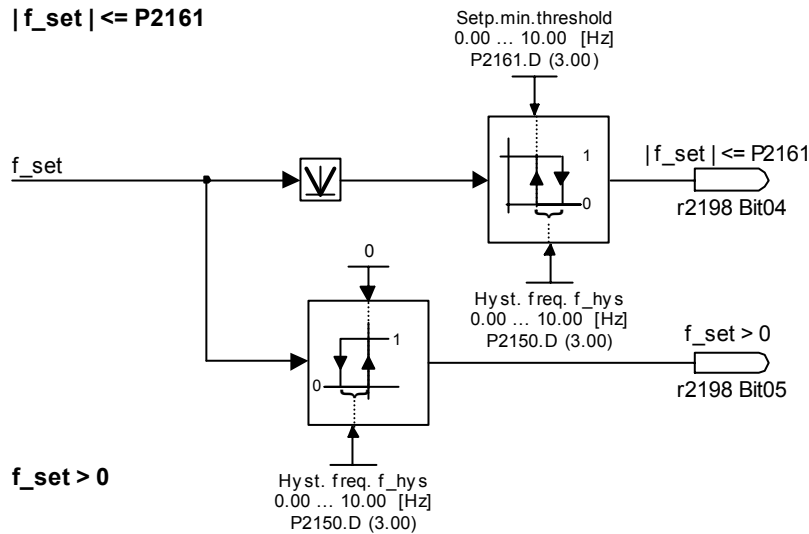 | f_set | <= P2161
Setp.min.threshold
0.00 ... 10.00 [Hz]
P2161.D (3.00)
f_set
1
0
| f_set | <= P2161
r2198 Bit04
Hyst. freq. f_hys
0.00 ... 10.00 [Hz]
P2150.D (3.00)
0
1
0
f_set > 0
r2198 Bit05
f_set > 0
Hyst. freq. f_hys
0.00 ... 10.00 [Hz]
P2150.D (3.00)